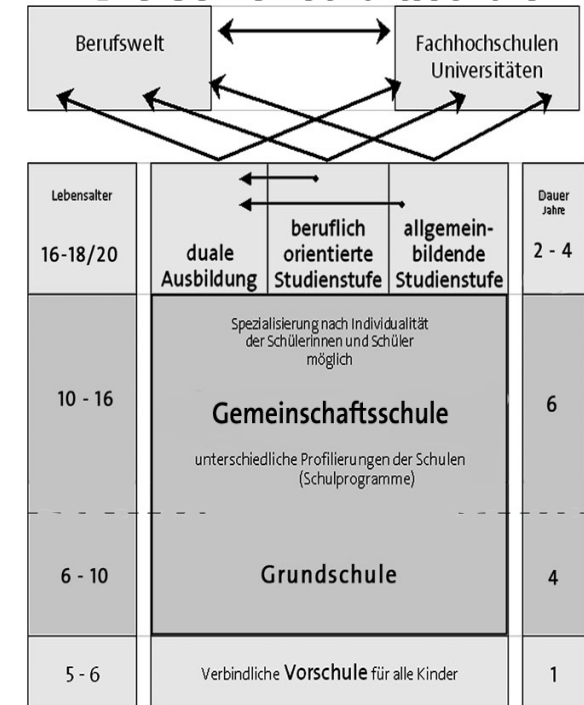 Berufswelt
Fachhochschulen
Universitäten
Lebensalter
16-18/20
duale
Ausbildung
beruflich
orientierte
Studienstufe
allgemein-
bildende
Studienstufe
Dauer
Jahre
2 - 4
10 - 16
Spezialisierung nach Individualität
der Schülerinnen und Schüler
möglich
Gemeinschaftsschule
unterschiedliche Profilierungen der Schulen
(Schulprogramme)
6
6 - 10
Grundschule
4
5 - 6
Verbindliche Vorschule für alle Kinder
1